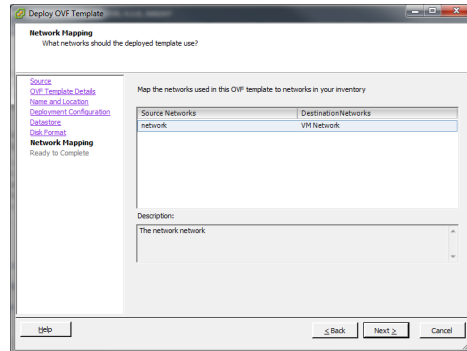 Deploy OVF Template
Network Mapping
What networks should the deployed template use?
Source
OVF Template Details
Name and Location
Deployment Configuration
Datastore
Disk Format
Network Mapping
Ready to Complete
Map the networks used in this OVF template to networks in your inventory
Source Networks DestinationNetworks
network VM Network
Description:
The network network
Help ≤ Back Next ≥ Cancel